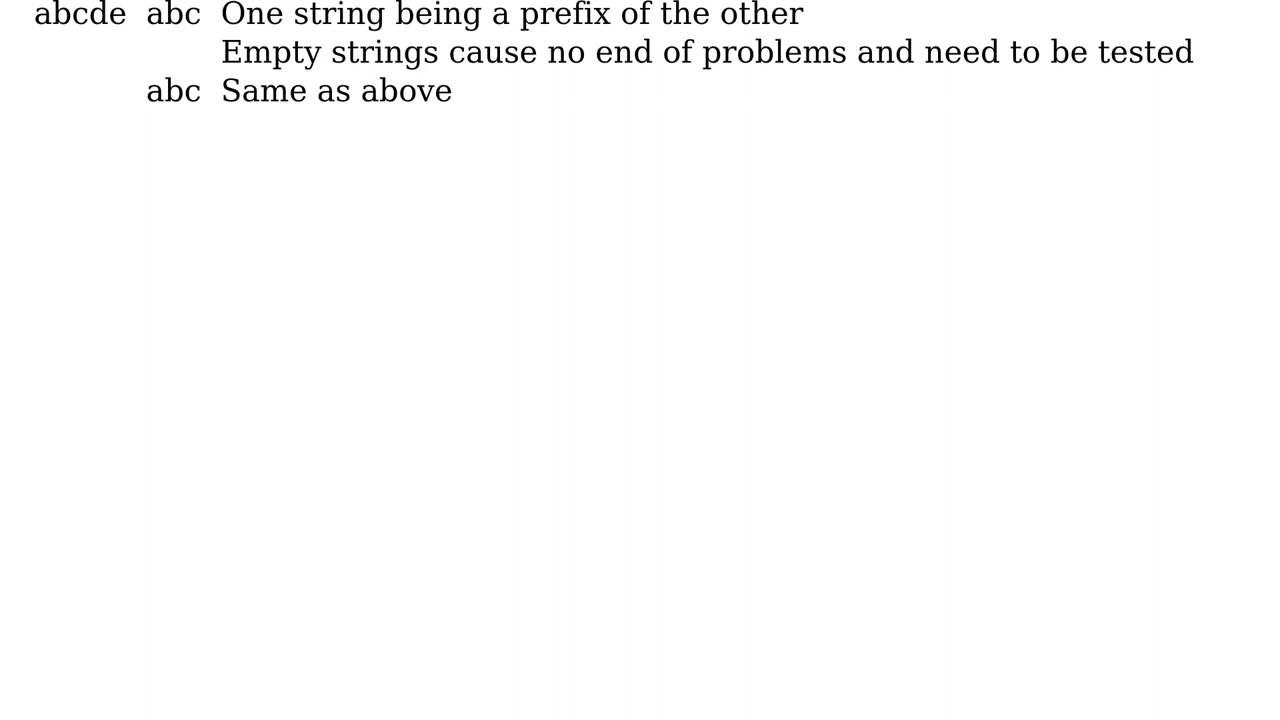 abcde abc One string being a prefix of the other
Empty strings cause no end of problems and need to be tested
abc Same as above